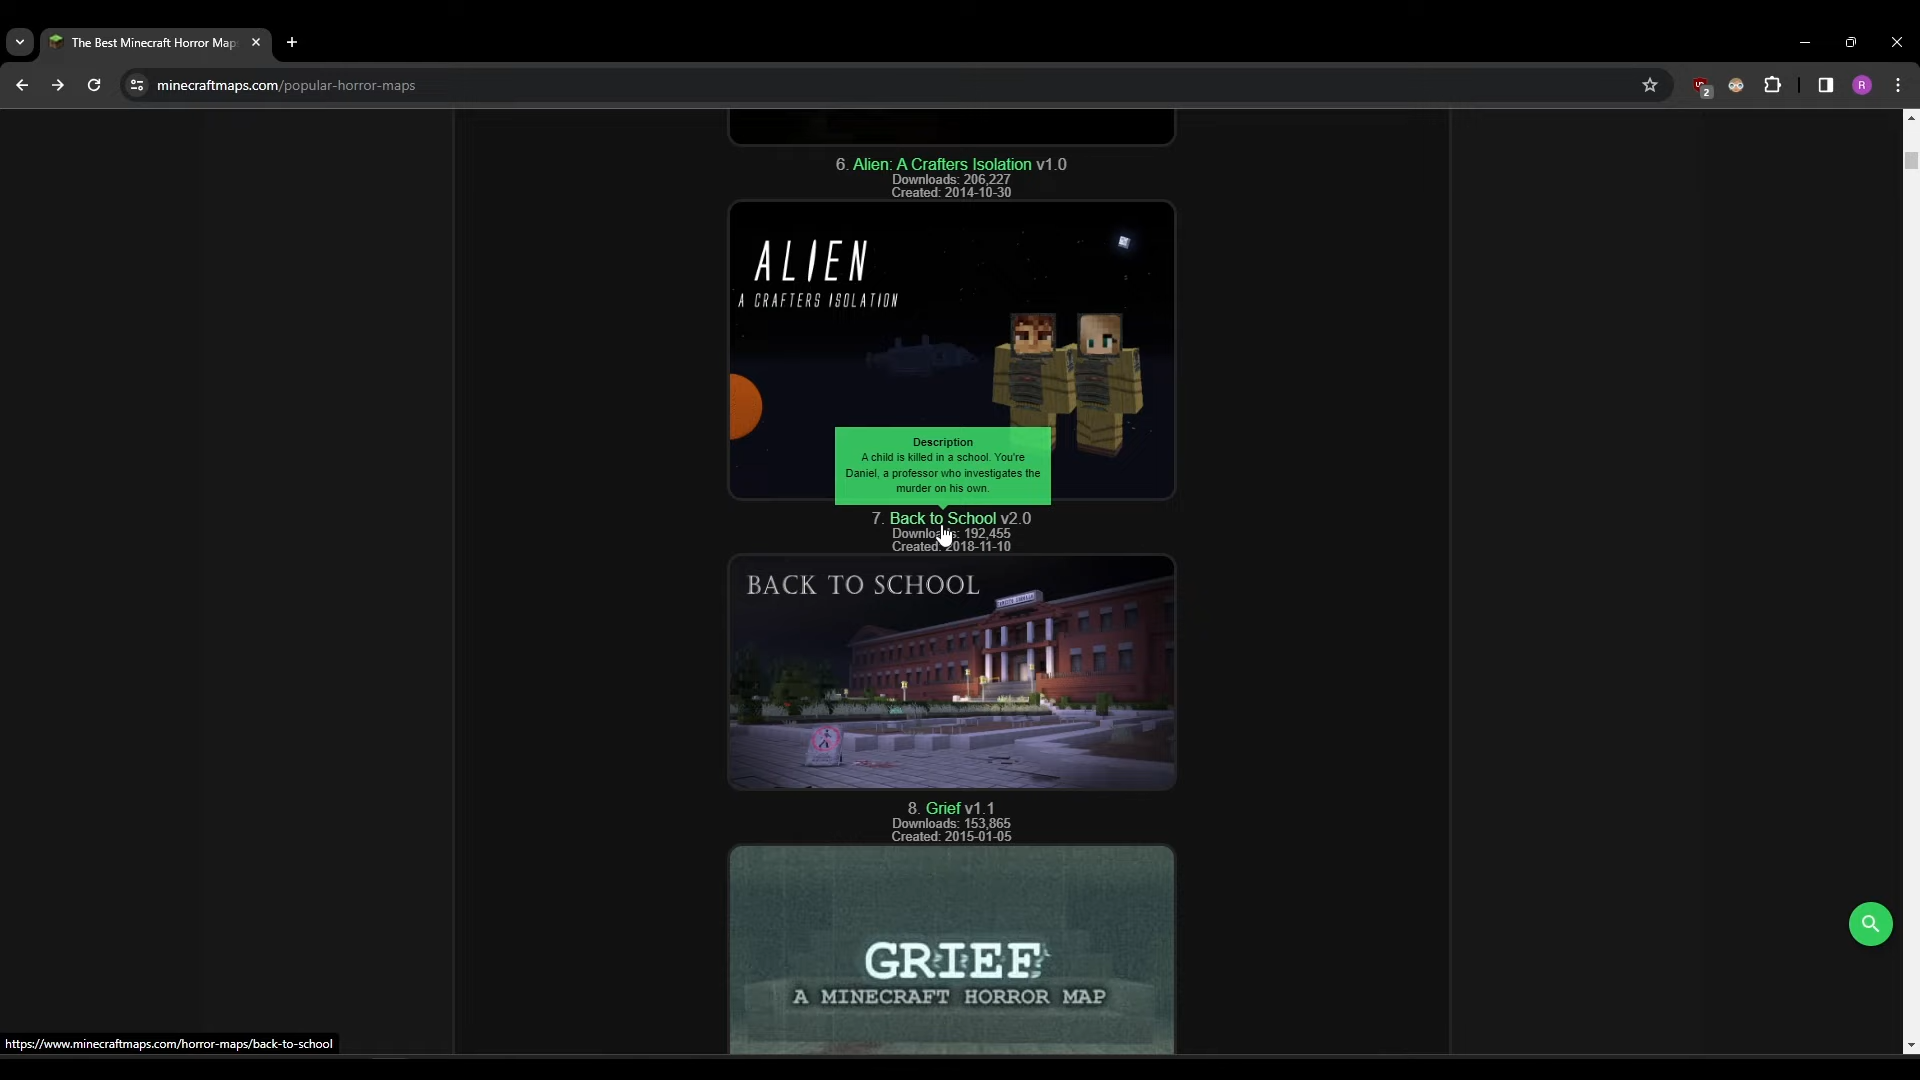 The Best Minecraft Horror Map
minecraftmaps.com/popular-horror-maps
2
R
6. Alien: A Crafters Isolation v1.0
Downloads: 206,227
Created: 2014-10-30
ALIEN
A CRAFTERS ISOLATION
Description
A child is killed in a school. You're
Daniel, a professor who investigates the
murder on his own.
7. Back to School v2.0
Downloads: 192,455
Created: 2018-11-10
BACK TO SCHOOL
8. Grief v1.1
Downloads: 153,865
Created: 2015-01-05
GRIEF
A MINECRAFT HORROR MAP
https://www.minecraftmaps.com/horror-maps/back-to-school